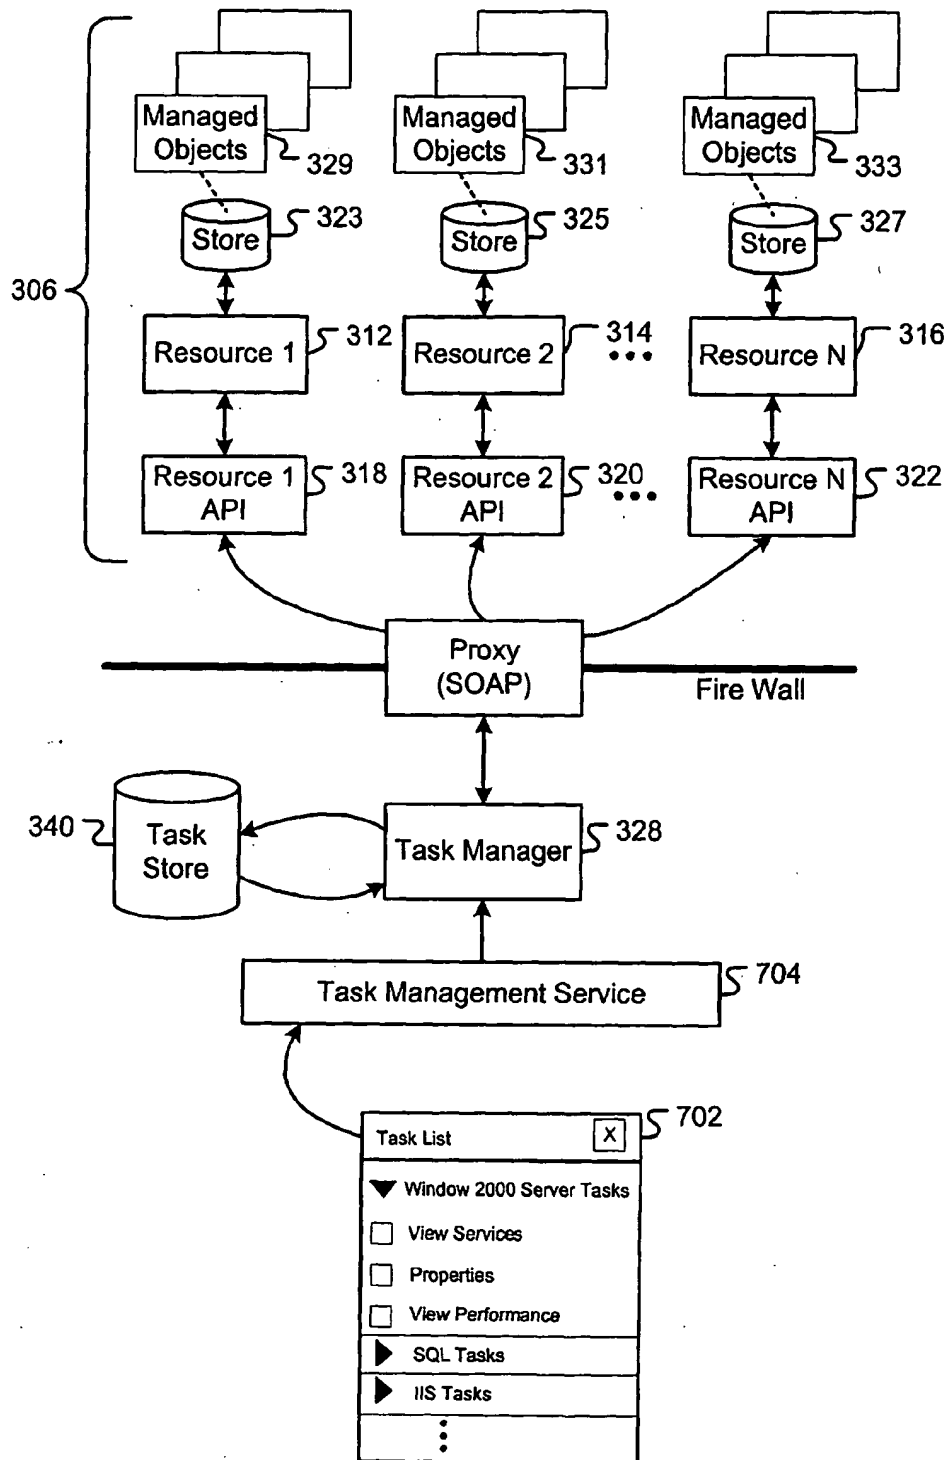 Managed
Objects
329
Managed
Objects
331
Managed
Objects
333
Store
323
Store
325
Store
327
306
Resource 1
312
Resource 2
314
Resource N
316
Resource 1
API
318
Resource 2
API
320
Resource N
API
322
Proxy
(SOAP)
Fire Wall
340
Task
Store
Task Manager
328
Task Management Service
704
Task List
X
702
Window 2000 Server Tasks
View Services
Properties
View Performance
SQL Tasks
IIS Tasks